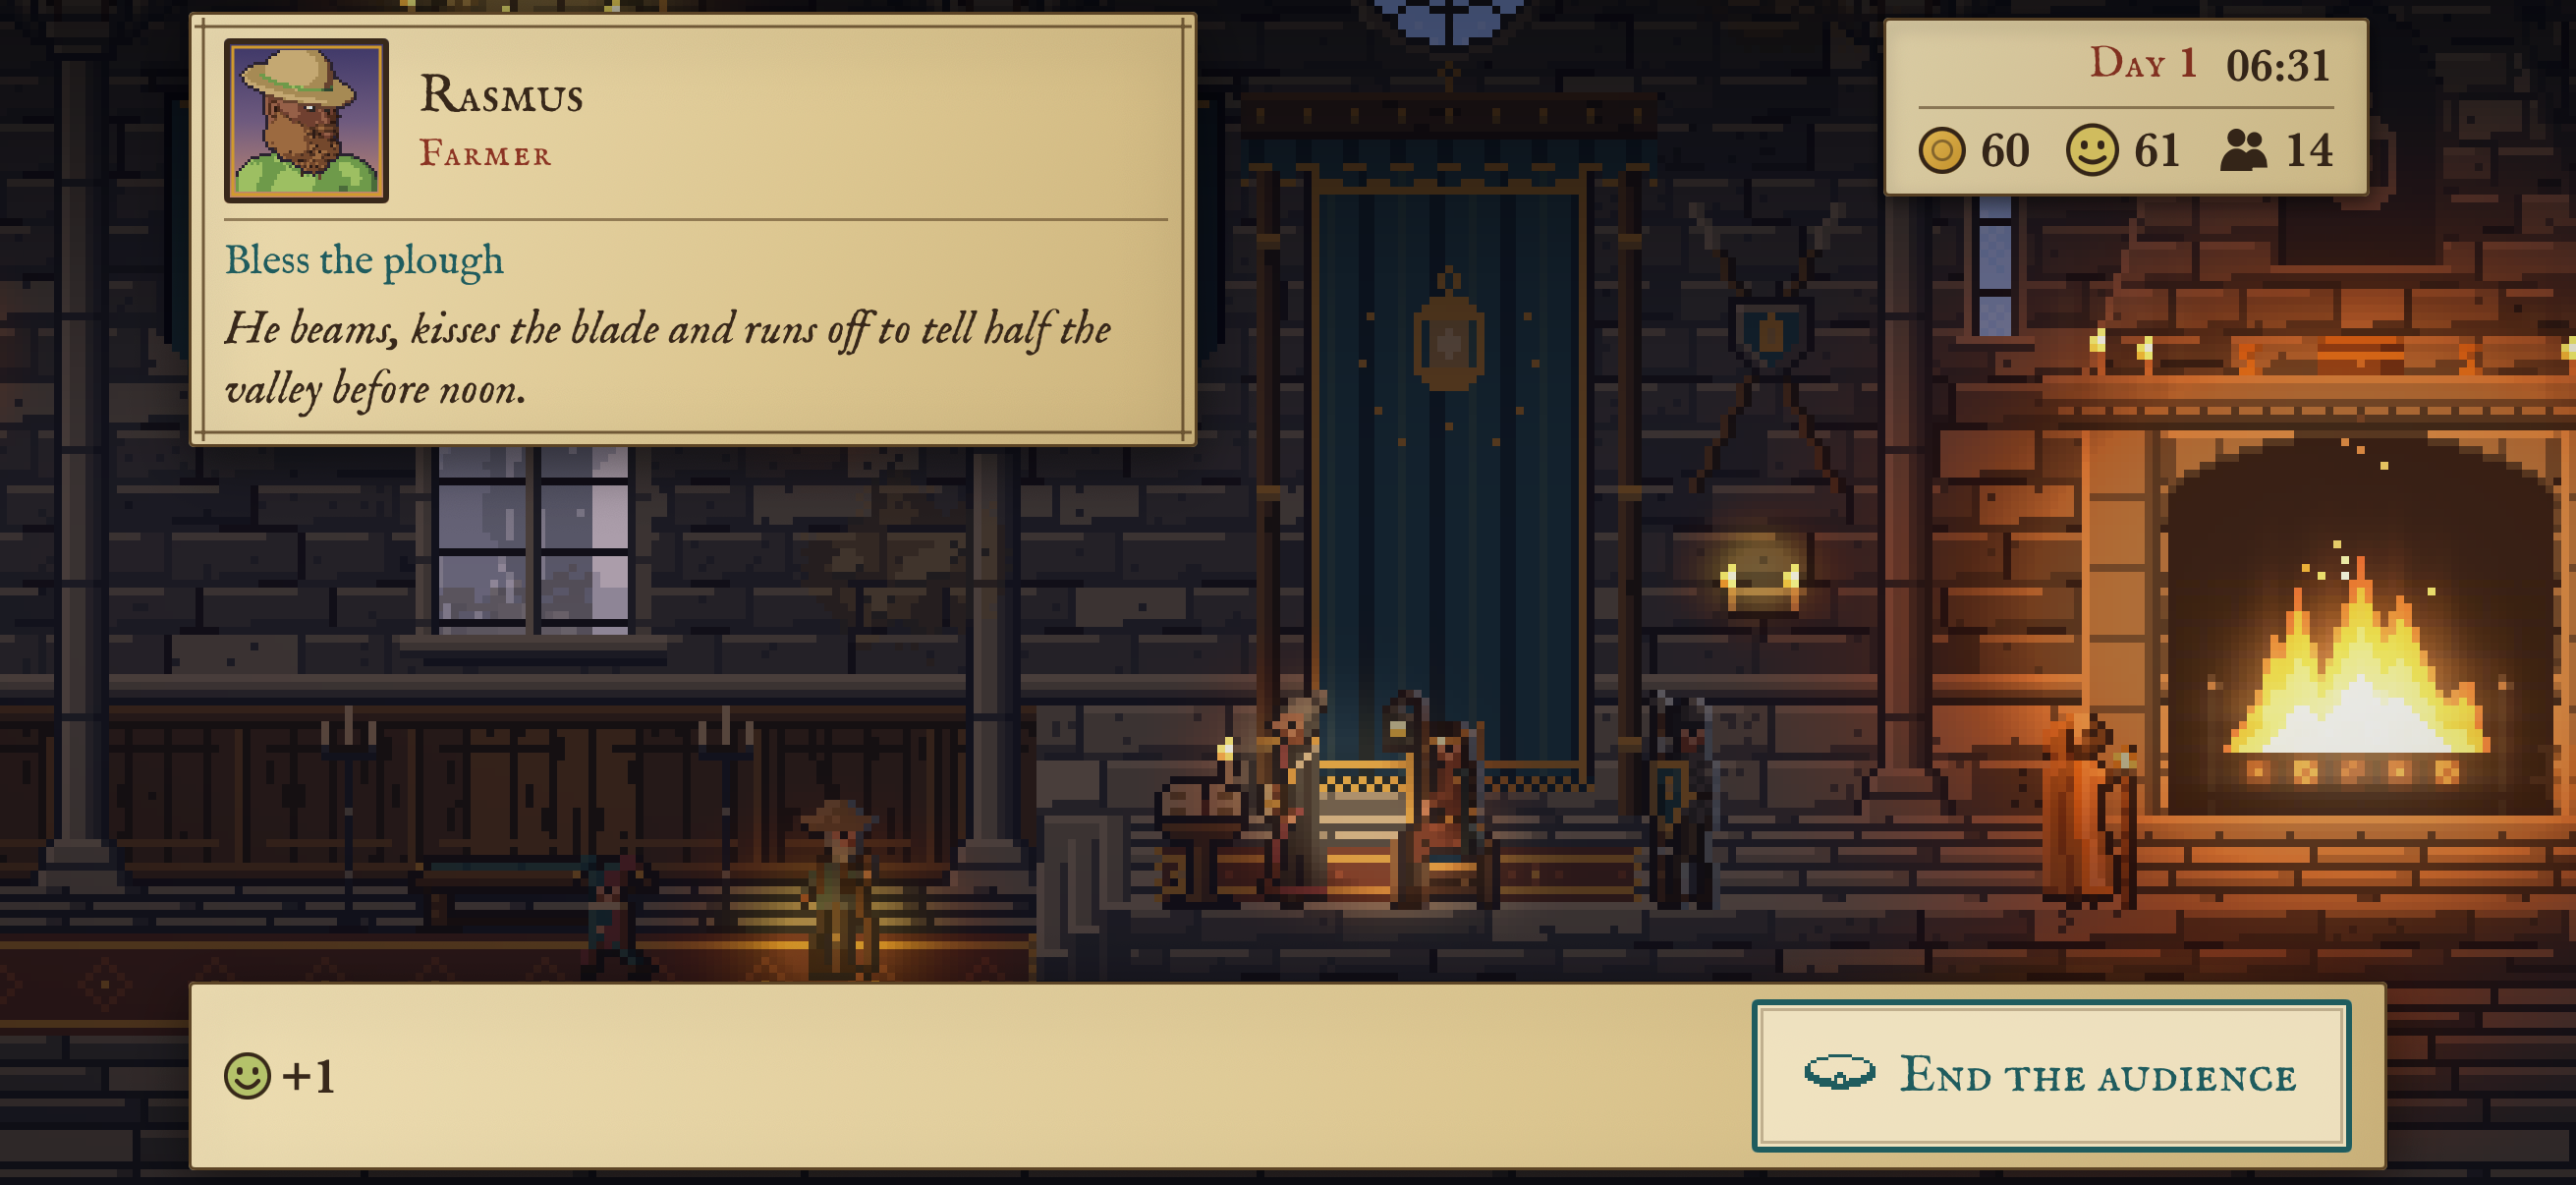 Rasmus
Farmer
Bless the plough
He beams, kisses the blade and runs off to tell half the
valley before noon.
Day 1 06:31
60 61 14
+1
End the audience